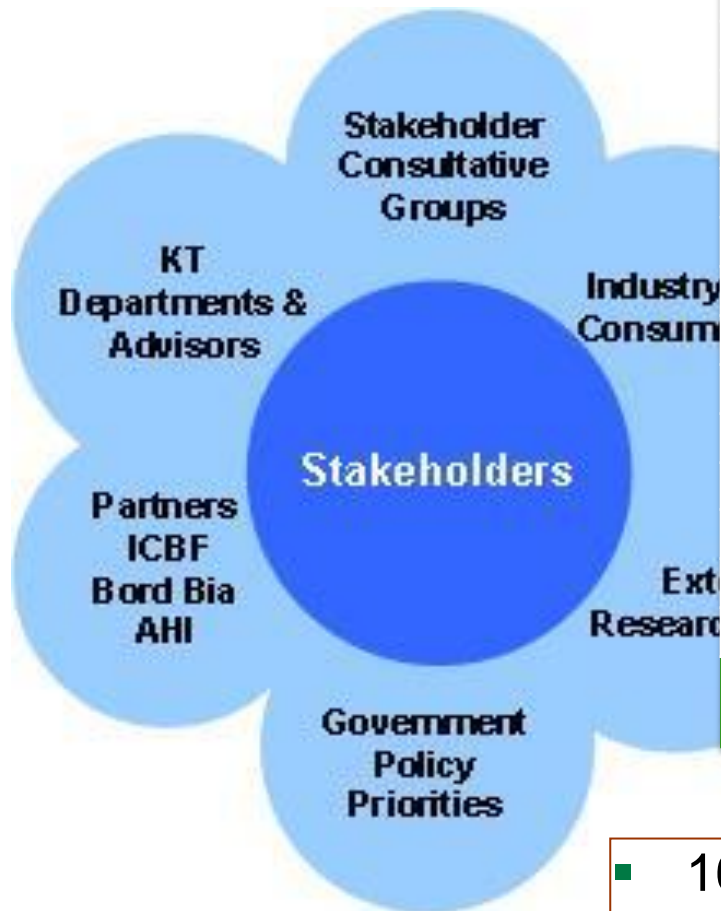 Stakeholder
Consultative
Groups
KT
Departments &
Advisors
Industry
Stakeholders
Partners
ICBF
Bord Bia
AHI
Government
Policy
Priorities